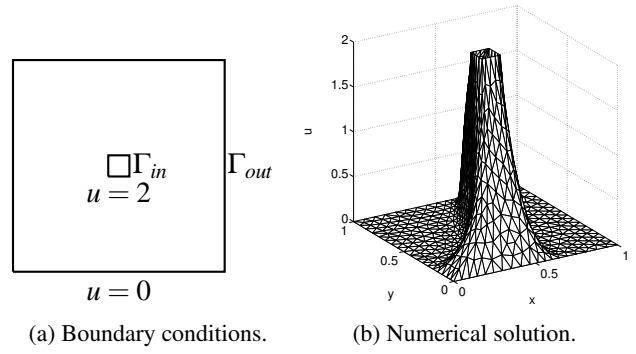 Γin
Γout
u = 2
u = 0
(a) Boundary conditions.
2
1.5
1
0.5
0
u
1
0.5
0
y
0
0.5
1
x
(b) Numerical solution.